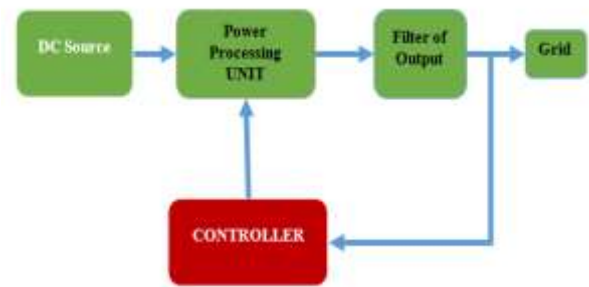 DC Source
Power
Processing
UNIT
Filter of
Output
Grid
CONTROLLER